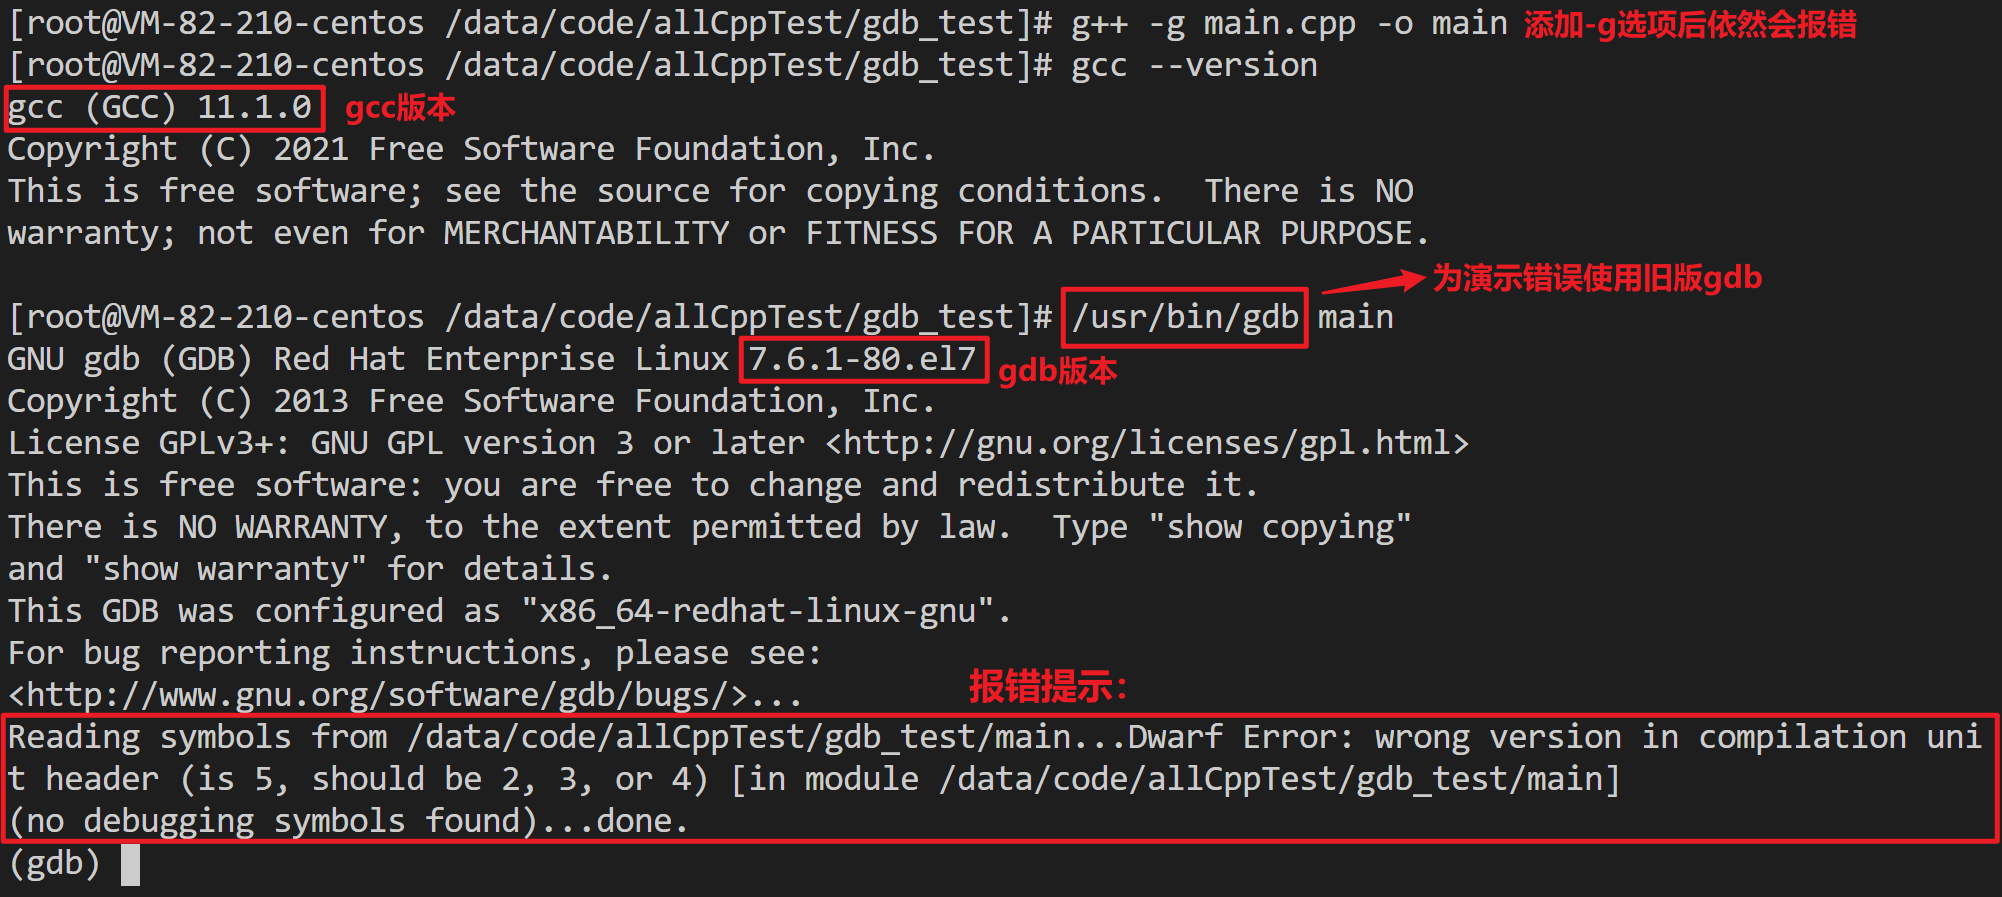 [root@VM-82-210-centos /data/code/allCppTest/gdb_test]# g++ -g main.cpp -o main 添加-g选项后依然会报错
[root@VM-82-210-centos /data/code/allCppTest/gdb_test]# gcc --version
gcc (GCC) 11.1.0 gcc版本
Copyright (C) 2021 Free Software Foundation, Inc.
This is free software; see the source for copying conditions.  There is NO
warranty; not even for MERCHANTABILITY or FITNESS FOR A PARTICULAR PURPOSE.
为演示错误使用旧版gdb
[root@VM-82-210-centos /data/code/allCppTest/gdb_test]# /usr/bin/gdb main
GNU gdb (GDB) Red Hat Enterprise Linux 7.6.1-80.el7 gdb版本
Copyright (C) 2013 Free Software Foundation, Inc.
License GPLv3+: GNU GPL version 3 or later <http://gnu.org/licenses/gpl.html>
This is free software: you are free to change and redistribute it.
There is NO WARRANTY, to the extent permitted by law.  Type "show copying"
and "show warranty" for details.
This GDB was configured as "x86_64-redhat-linux-gnu".
For bug reporting instructions, please see:
<http://www.gnu.org/software/gdb/bugs/>... 报错提示：
Reading symbols from /data/code/allCppTest/gdb_test/main...Dwarf Error: wrong version in compilation uni
t header (is 5, should be 2, 3, or 4) [in module /data/code/allCppTest/gdb_test/main]
(no debugging symbols found)...done.
(gdb)